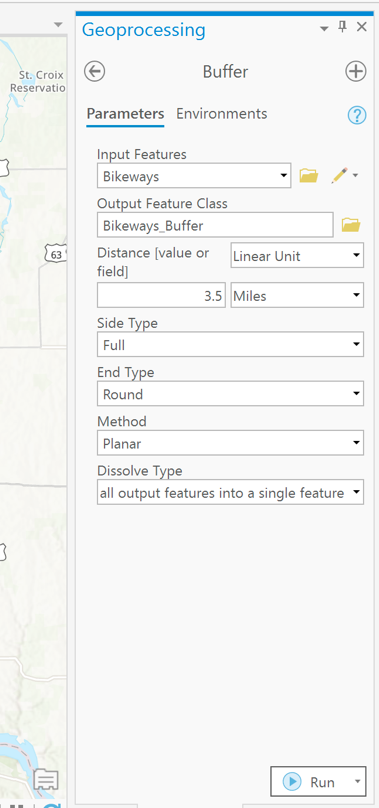 Geoprocessing
Buffer
Parameters Environments
St. Croix
Reservatio
Input Features
Bikeways
Output Feature Class
Bikeways_Buffer
63
Distance [value or
field]
Linear Unit
3.5 Miles
Side Type
Full
End Type
Round
Method
Planar
Dissolve Type
all output features into a single feature
Run